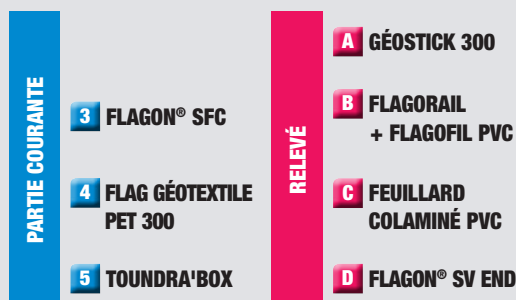 PARTIE COURANTE
3 FLAGON® SFC
4 FLAG GÉOTEXTILE
PET 300
5 TOUNDRA'BOX
RELEVÉ
A GÉOSTICK 300
B FLAGORAIL
+ FLAGOFIL PVC
C FEUILLARD
COLAMINÉ PVC
D FLAGON® SV END